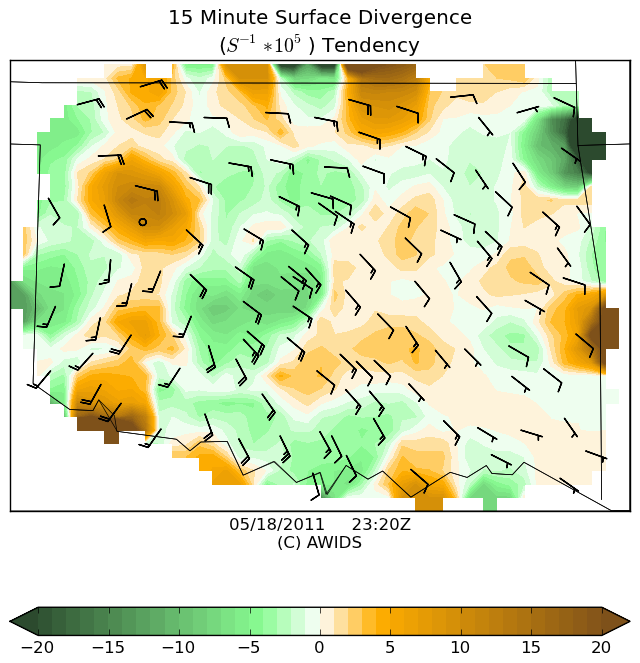 15 Minute Surface Divergence
(S⁻¹ ∗10⁵ ) Tendency
05/18/2011 23:20Z
(C) AWIDS
−20 −15 −10 −5 0 5 10 15 20